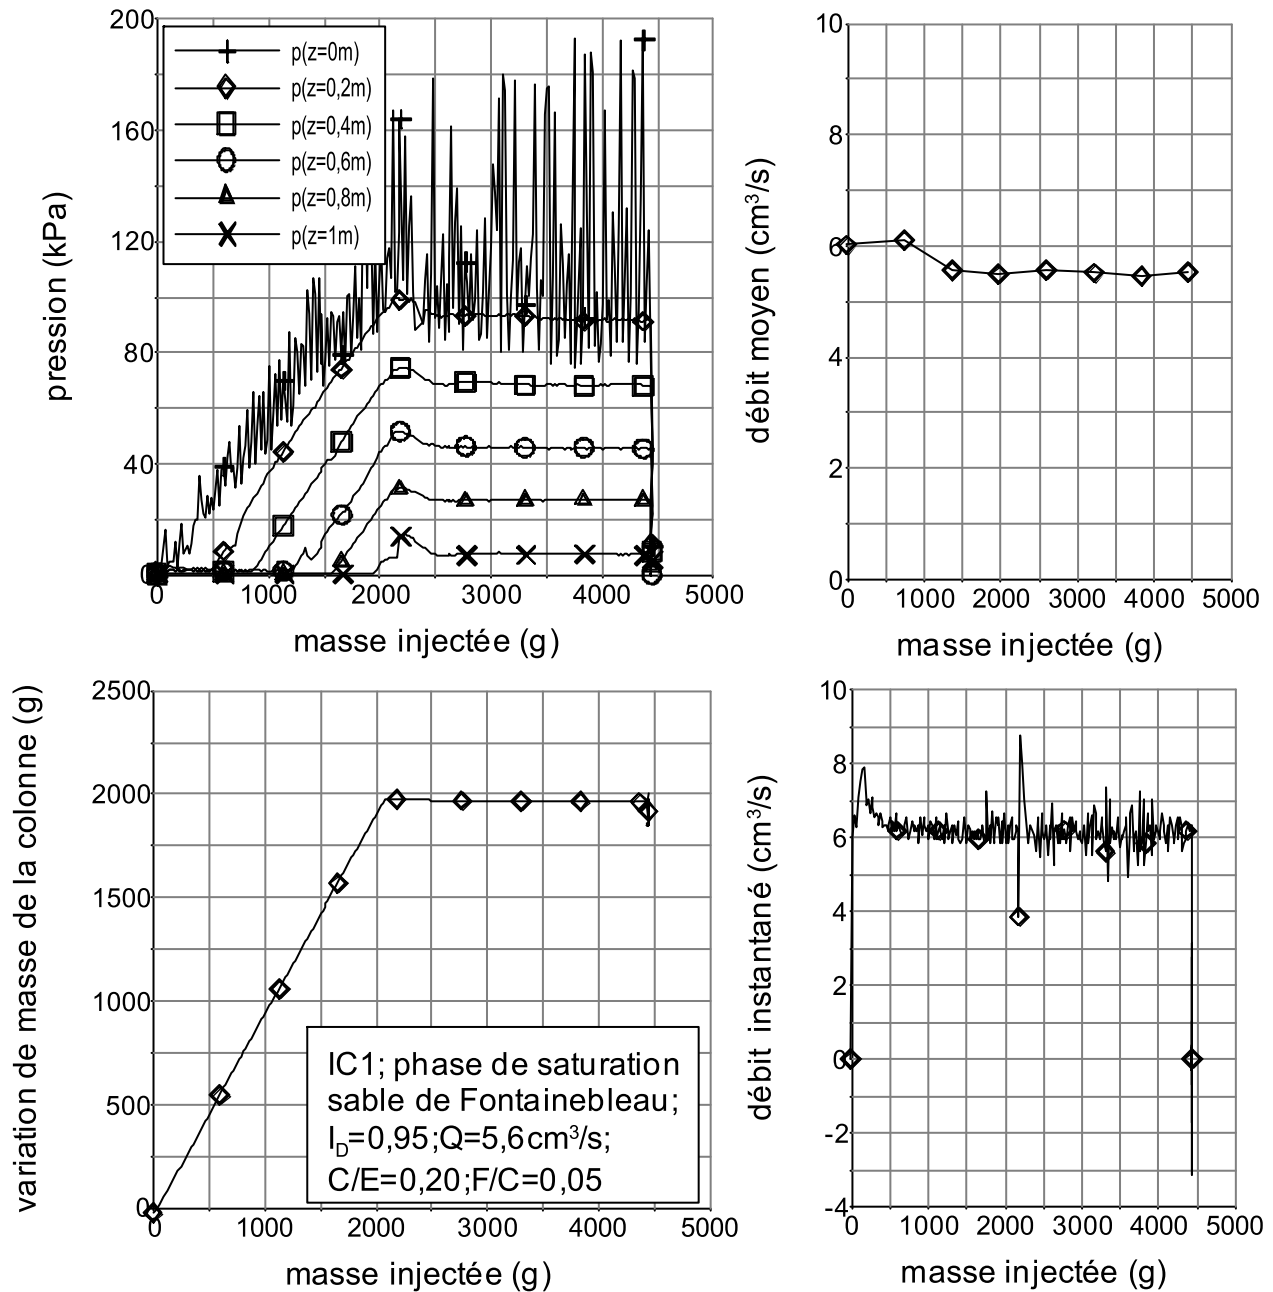 200
160
120
80
40
0
pression (kPa)
p(z=0m)
p(z=0,2m)
p(z=0,4m)
p(z=0,6m)
p(z=0,8m)
p(z=1m)
0 1000 2000 3000 4000 5000
masse injectée (g)
10
8
6
4
2
0
débit moyen (cm³/s)
0 1000 2000 3000 4000 5000
masse injectée (g)
2500
2000
1500
1000
500
0
variation de masse de la colonne (g)
IC1; phase de saturation
sable de Fontainebleau;
I_D=0,95;Q=5,6cm³/s;
C/E=0,20;F/C=0,05
0 1000 2000 3000 4000 5000
masse injectée (g)
10
8
6
4
2
0
-2
-4
débit instantané (cm³/s)
0 1000 2000 3000 4000 5000
masse injectée (g)